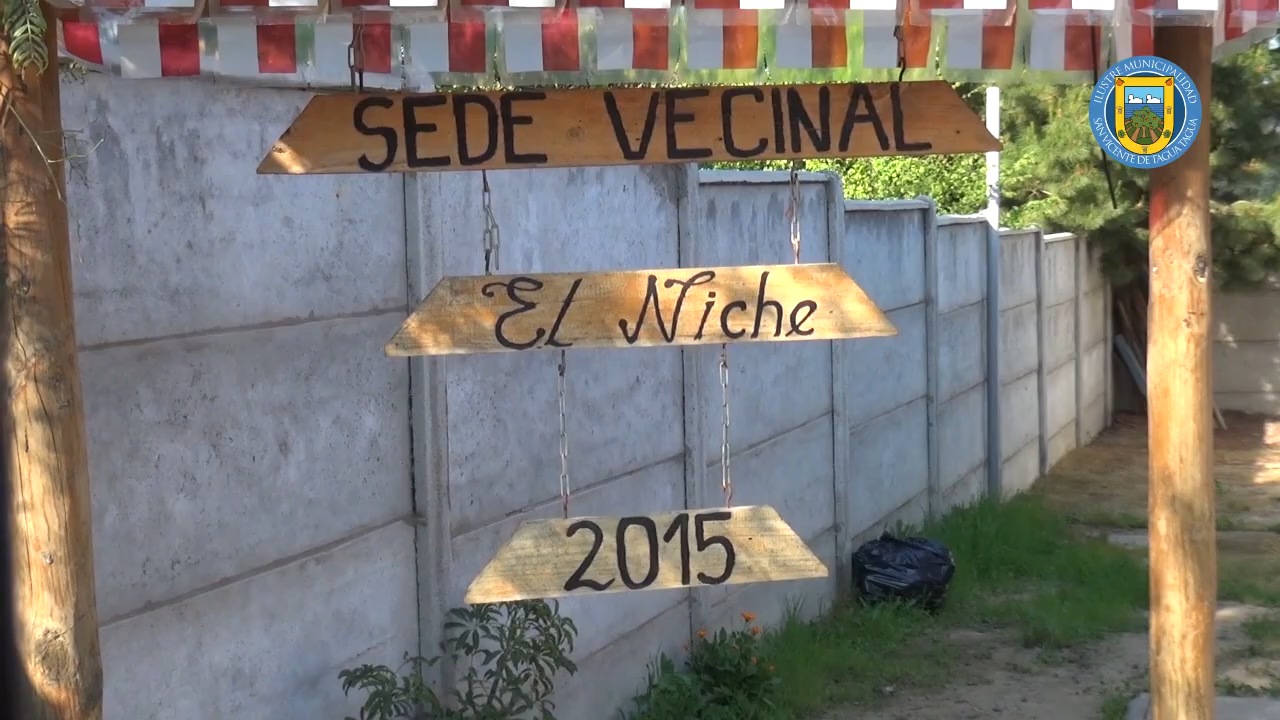 SEDE VECINAL
El Niche
2015
ILUSTRE MUNICIPALIDAD
SAN VICENTE DE TAGUA TAGUA